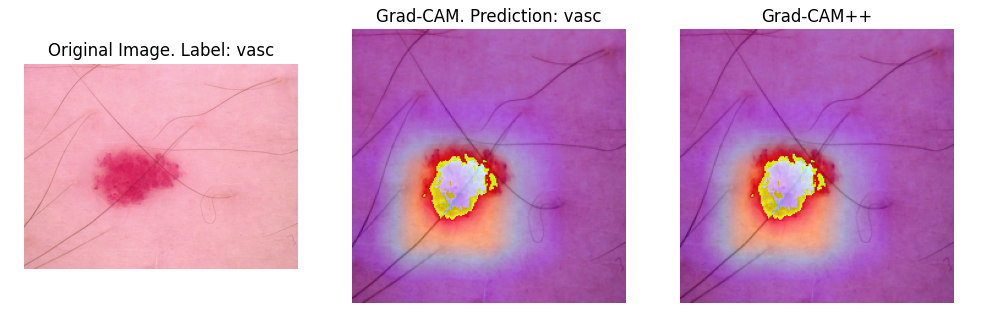 Original Image. Label: vasc
Grad-CAM. Prediction: vasc
Grad-CAM++